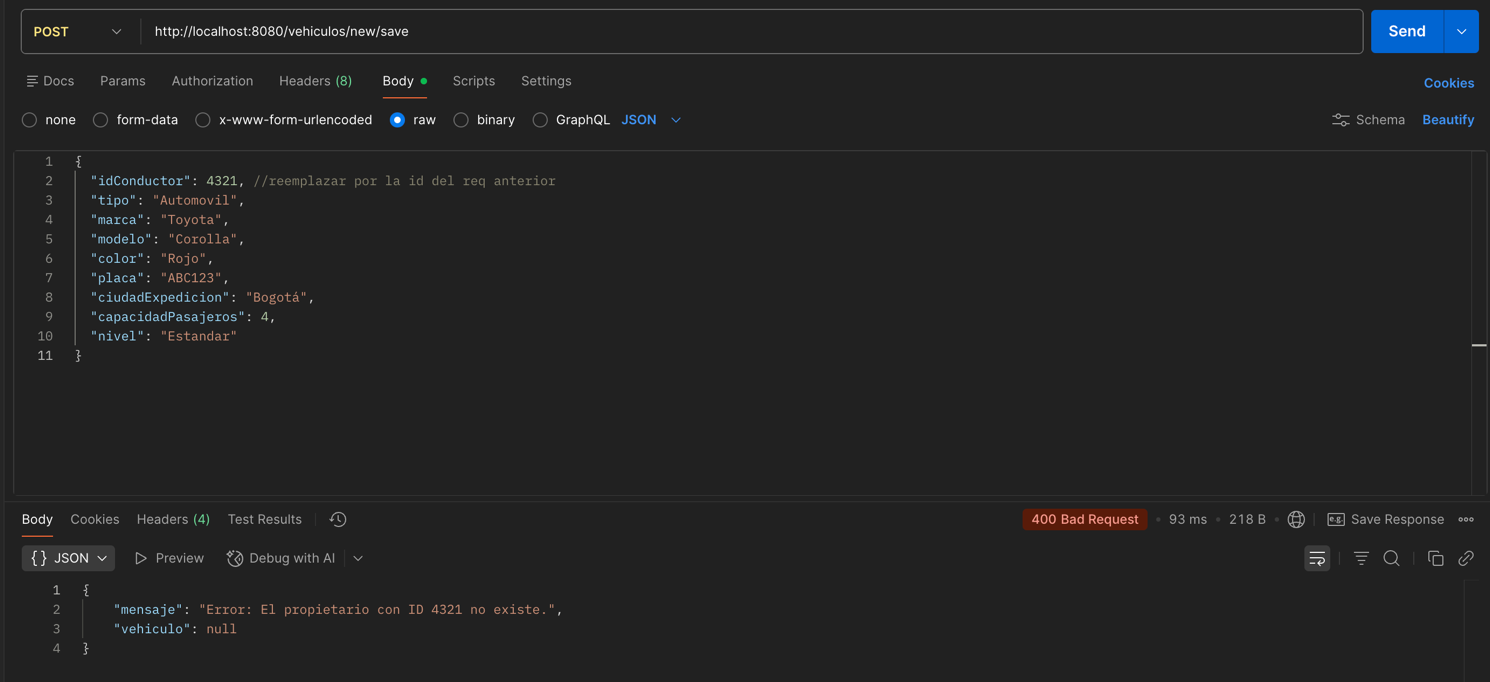 POST http://localhost:8080/vehiculos/new/save Send
Docs Params Authorization Headers (8) Body Scripts Settings Cookies
none form-data x-www-form-urlencoded raw binary GraphQL JSON Schema Beautify
1 {
2 "idConductor": 4321, //reemplazar por la id del req anterior
3 "tipo": "Automovil",
4 "marca": "Toyota",
5 "modelo": "Corolla",
6 "color": "Rojo",
7 "placa": "ABC123",
8 "ciudadExpedicion": "Bogotá",
9 "capacidadPasajeros": 4,
10 "nivel": "Estandar"
11 }
Body Cookies Headers (4) Test Results 400 Bad Request • 93 ms • 218 B • e.g. Save Response
{} JSON Preview Debug with AI
1 {
2 "mensaje": "Error: El propietario con ID 4321 no existe.",
3 "vehiculo": null
4 }